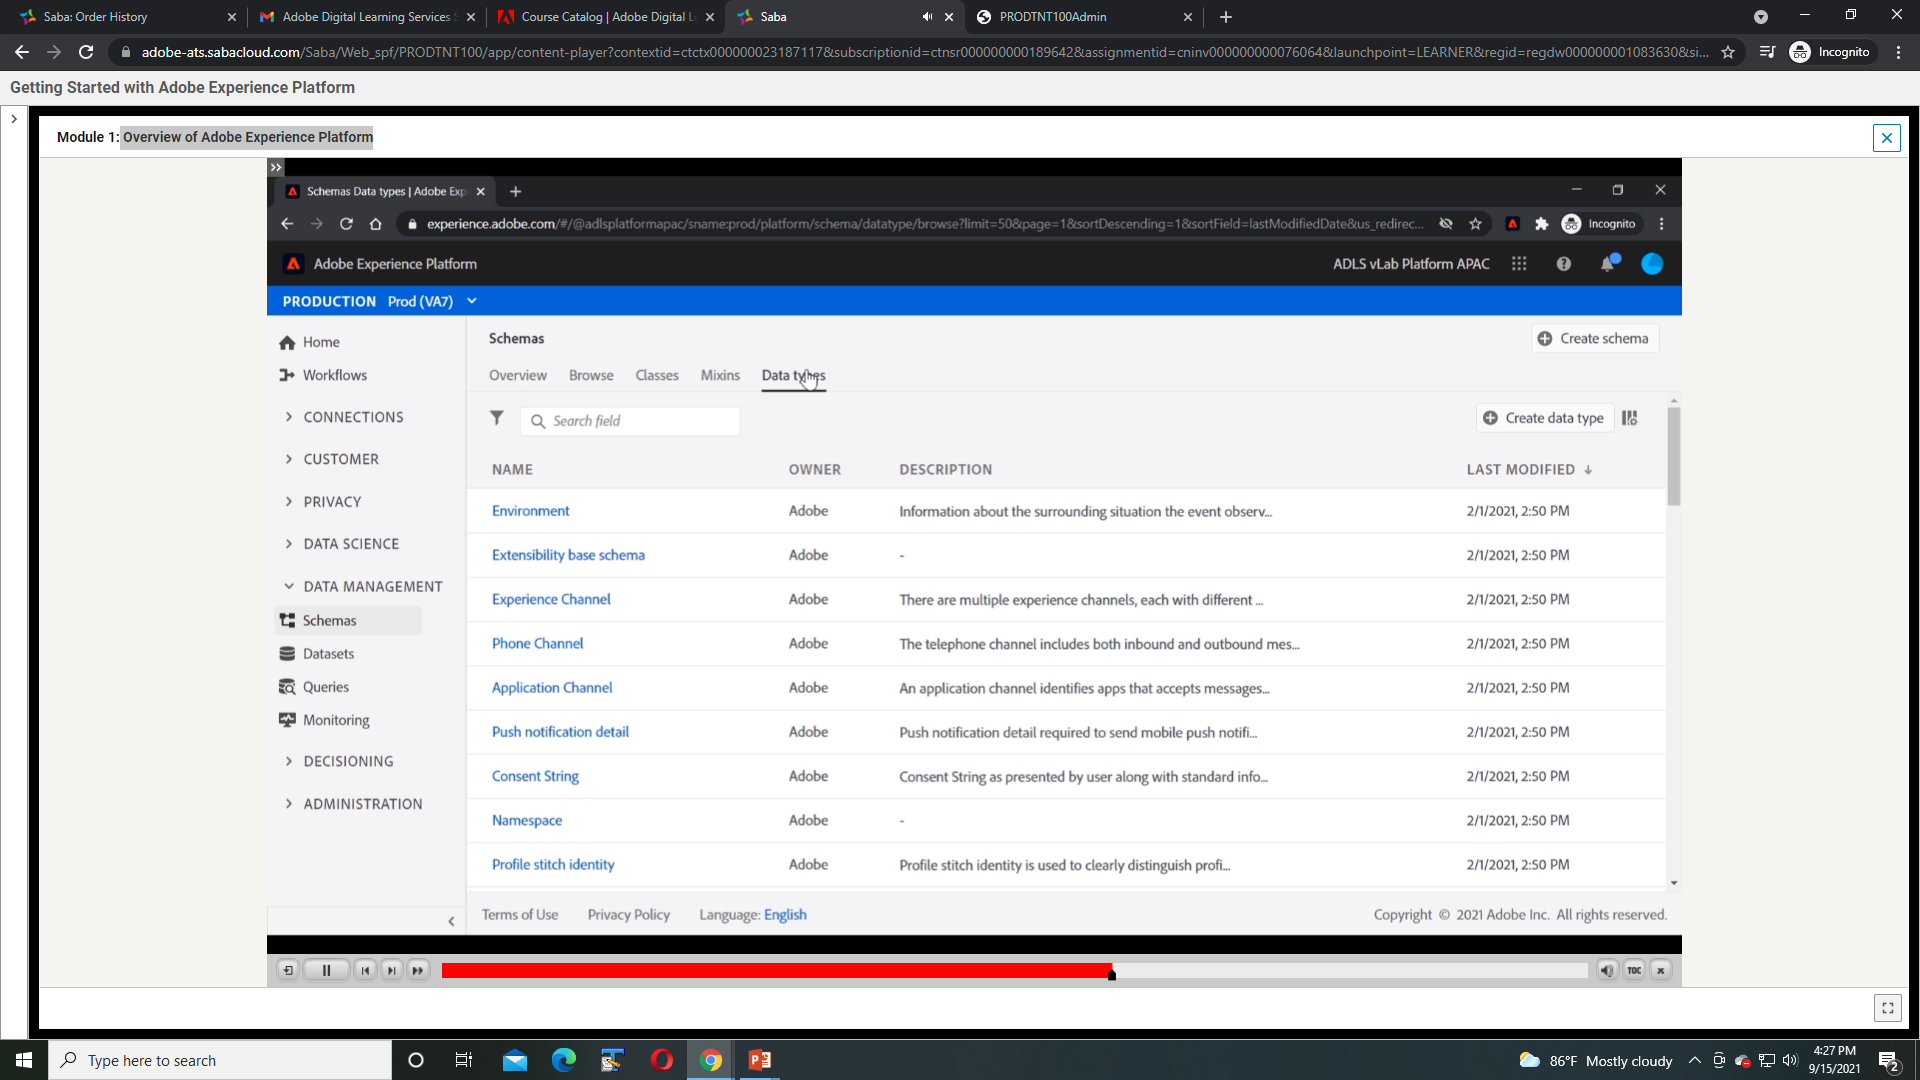 Saba: Order History
Adobe Digital Learning Services S
Course Catalog | Adobe Digital L
Saba
PRODTNT100Admin
adobe-ats.sabacloud.com/Saba/Web_spf/PRODTNT100/app/content-player?contextid=ctctx000000023187117&subscriptionid=ctnsr000000000189642&assignmentid=cninv000000000076064&launchpoint=LEARNER&regid=regdw000000001083630&si...
Incognito
Getting Started with Adobe Experience Platform
Module 1: Overview of Adobe Experience Platform
Schemas Data types | Adobe Exp
experience.adobe.com/#/@adlsplatformapac/sname:prod/platform/schema/datatype/browse?limit=50&page=1&sortDescending=1&sortField=lastModifiedDate&us_redirec...
Incognito
Adobe Experience Platform
ADLS vLab Platform APAC
PRODUCTION Prod (VA7)
Home
Workflows
CONNECTIONS
CUSTOMER
PRIVACY
DATA SCIENCE
DATA MANAGEMENT
Schemas
Datasets
Queries
Monitoring
DECISIONING
ADMINISTRATION
Schemas
Create schema
Overview Browse Classes Mixins Data types
Search field
Create data type
NAME OWNER DESCRIPTION LAST MODIFIED
Environment Adobe Information about the surrounding situation the event observ... 2/1/2021, 2:50 PM
Extensibility base schema Adobe - 2/1/2021, 2:50 PM
Experience Channel Adobe There are multiple experience channels, each with different ... 2/1/2021, 2:50 PM
Phone Channel Adobe The telephone channel includes both inbound and outbound mes... 2/1/2021, 2:50 PM
Application Channel Adobe An application channel identifies apps that accepts messages... 2/1/2021, 2:50 PM
Push notification detail Adobe Push notification detail required to send mobile push notifi... 2/1/2021, 2:50 PM
Consent String Adobe Consent String as presented by user along with standard info... 2/1/2021, 2:50 PM
Namespace Adobe - 2/1/2021, 2:50 PM
Profile stitch identity Adobe Profile stitch identity is used to clearly distinguish profi... 2/1/2021, 2:50 PM
Terms of Use Privacy Policy Language: English
Copyright © 2021 Adobe Inc. All rights reserved.
TOC
Type here to search
86°F Mostly cloudy
4:27 PM
9/15/2021
2